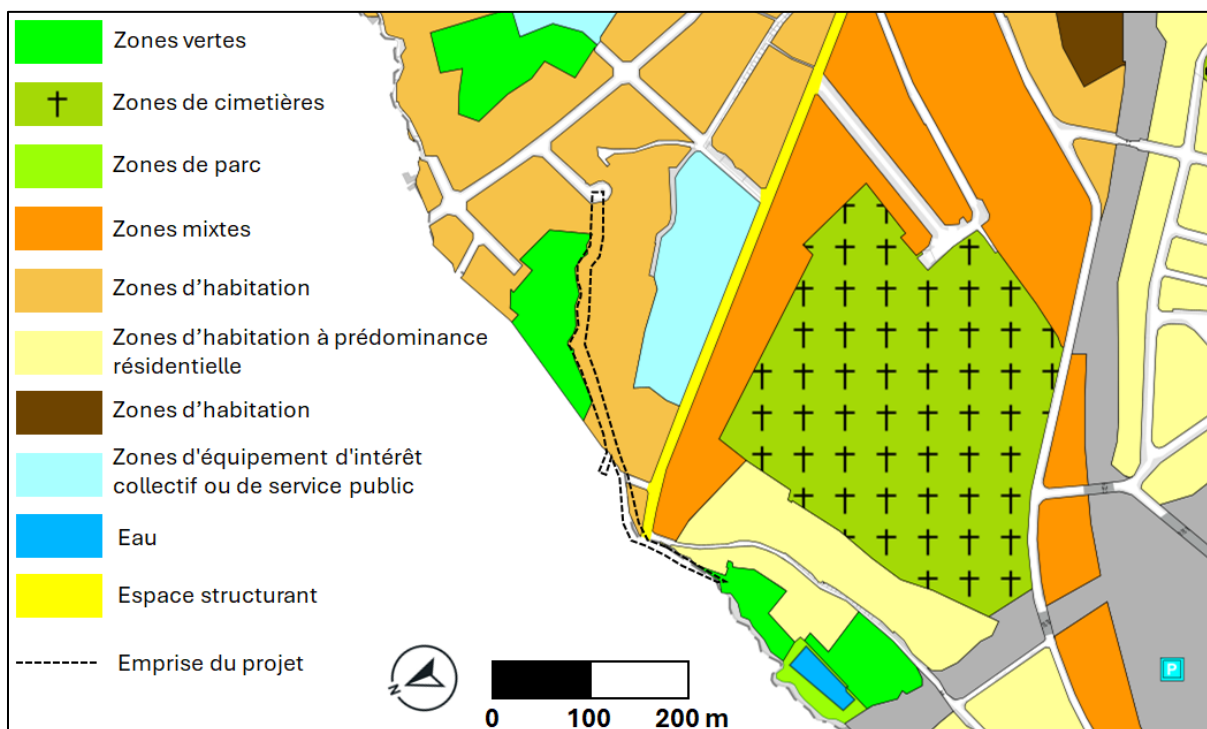 Zones vertes
Zones de cimetières
Zones de parc
Zones mixtes
Zones d’habitation
Zones d’habitation à prédominance
résidentielle
Zones d’habitation
Zones d'équipement d'intérêt
collectif ou de service public
Eau
Espace structurant
Emprise du projet
N
0 100 200 m
P